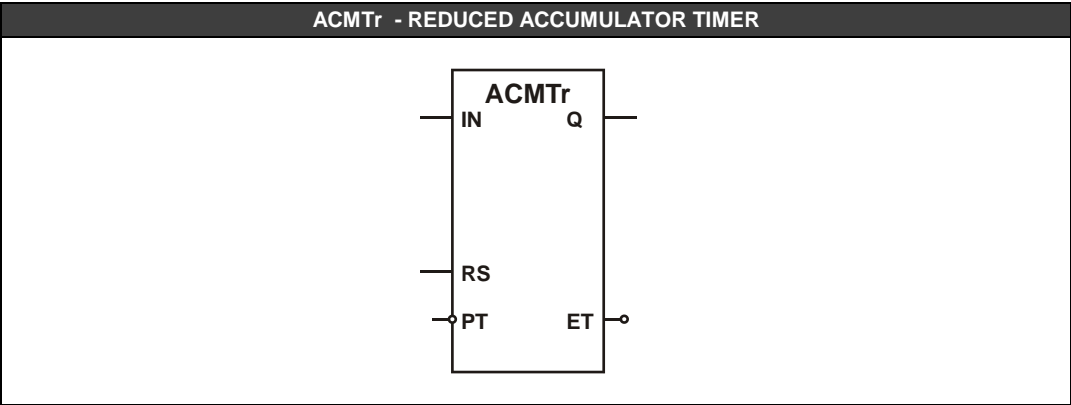 ACMTr - REDUCED ACCUMULATOR TIMER
ACMTr
IN Q
RS
PT ET